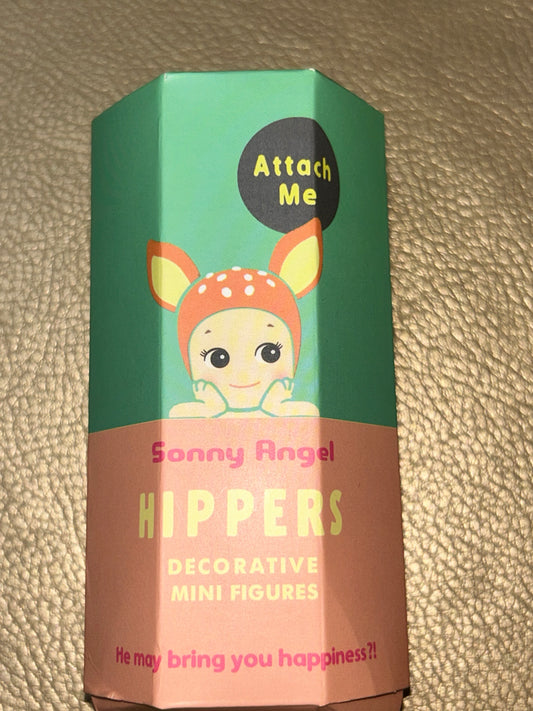 Attach
Me
Sonny Angel
HIPPERS
DECORATIVE
MINI FIGURES
He may bring you happiness?!